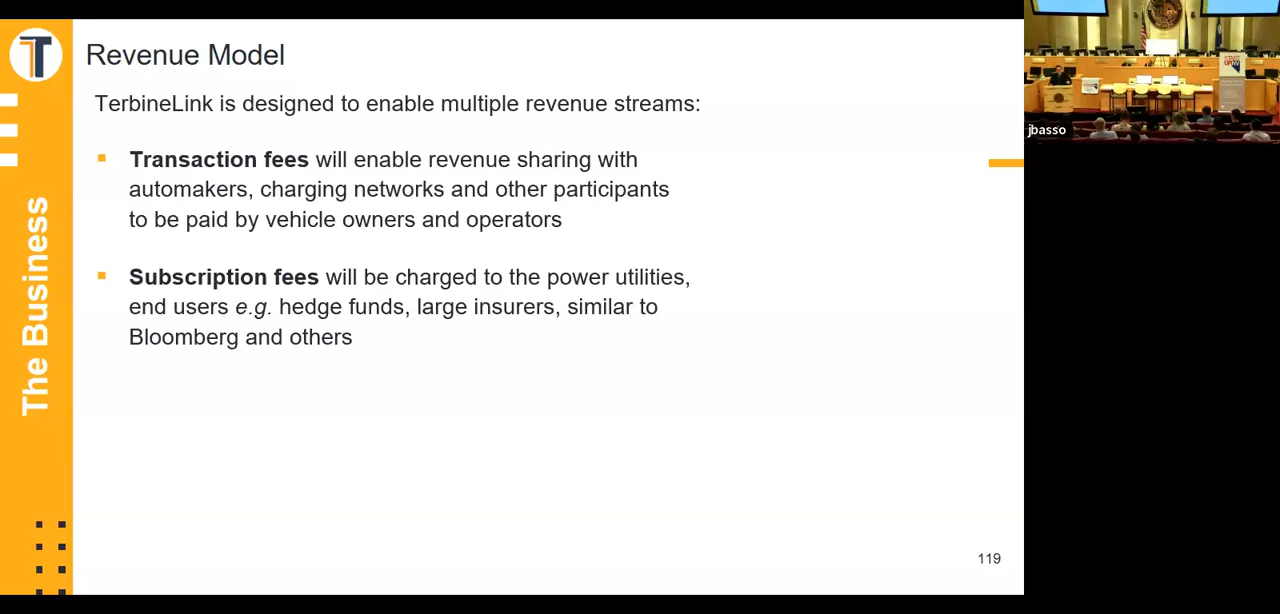 Revenue Model
TerbineLink is designed to enable multiple revenue streams:
Transaction fees will enable revenue sharing with
automakers, charging networks and other participants
to be paid by vehicle owners and operators
Subscription fees will be charged to the power utilities,
end users e.g. hedge funds, large insurers, similar to
Bloomberg and others
The Business
119
jbasso